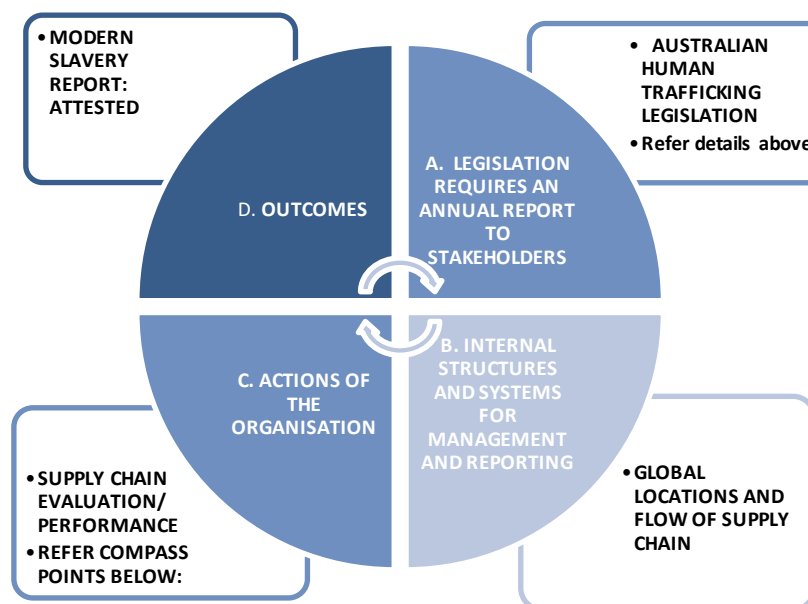 • MODERN
SLAVERY
REPORT:
ATTESTED
• AUSTRALIAN
HUMAN
TRAFFICKING
LEGISLATION
• Refer details above
D. OUTCOMES
A. LEGISLATION
REQUIRES AN
ANNUAL REPORT
TO
STAKEHOLDERS
C. ACTIONS OF
THE
ORGANISATION
B. INTERNAL
STRUCTURES
AND SYSTEMS
FOR
MANAGEMENT
AND REPORTING
• SUPPLY CHAIN
EVALUATION/
PERFORMANCE
• REFER COMPASS
POINTS BELOW:
• GLOBAL
LOCATIONS AND
FLOW OF SUPPLY
CHAIN